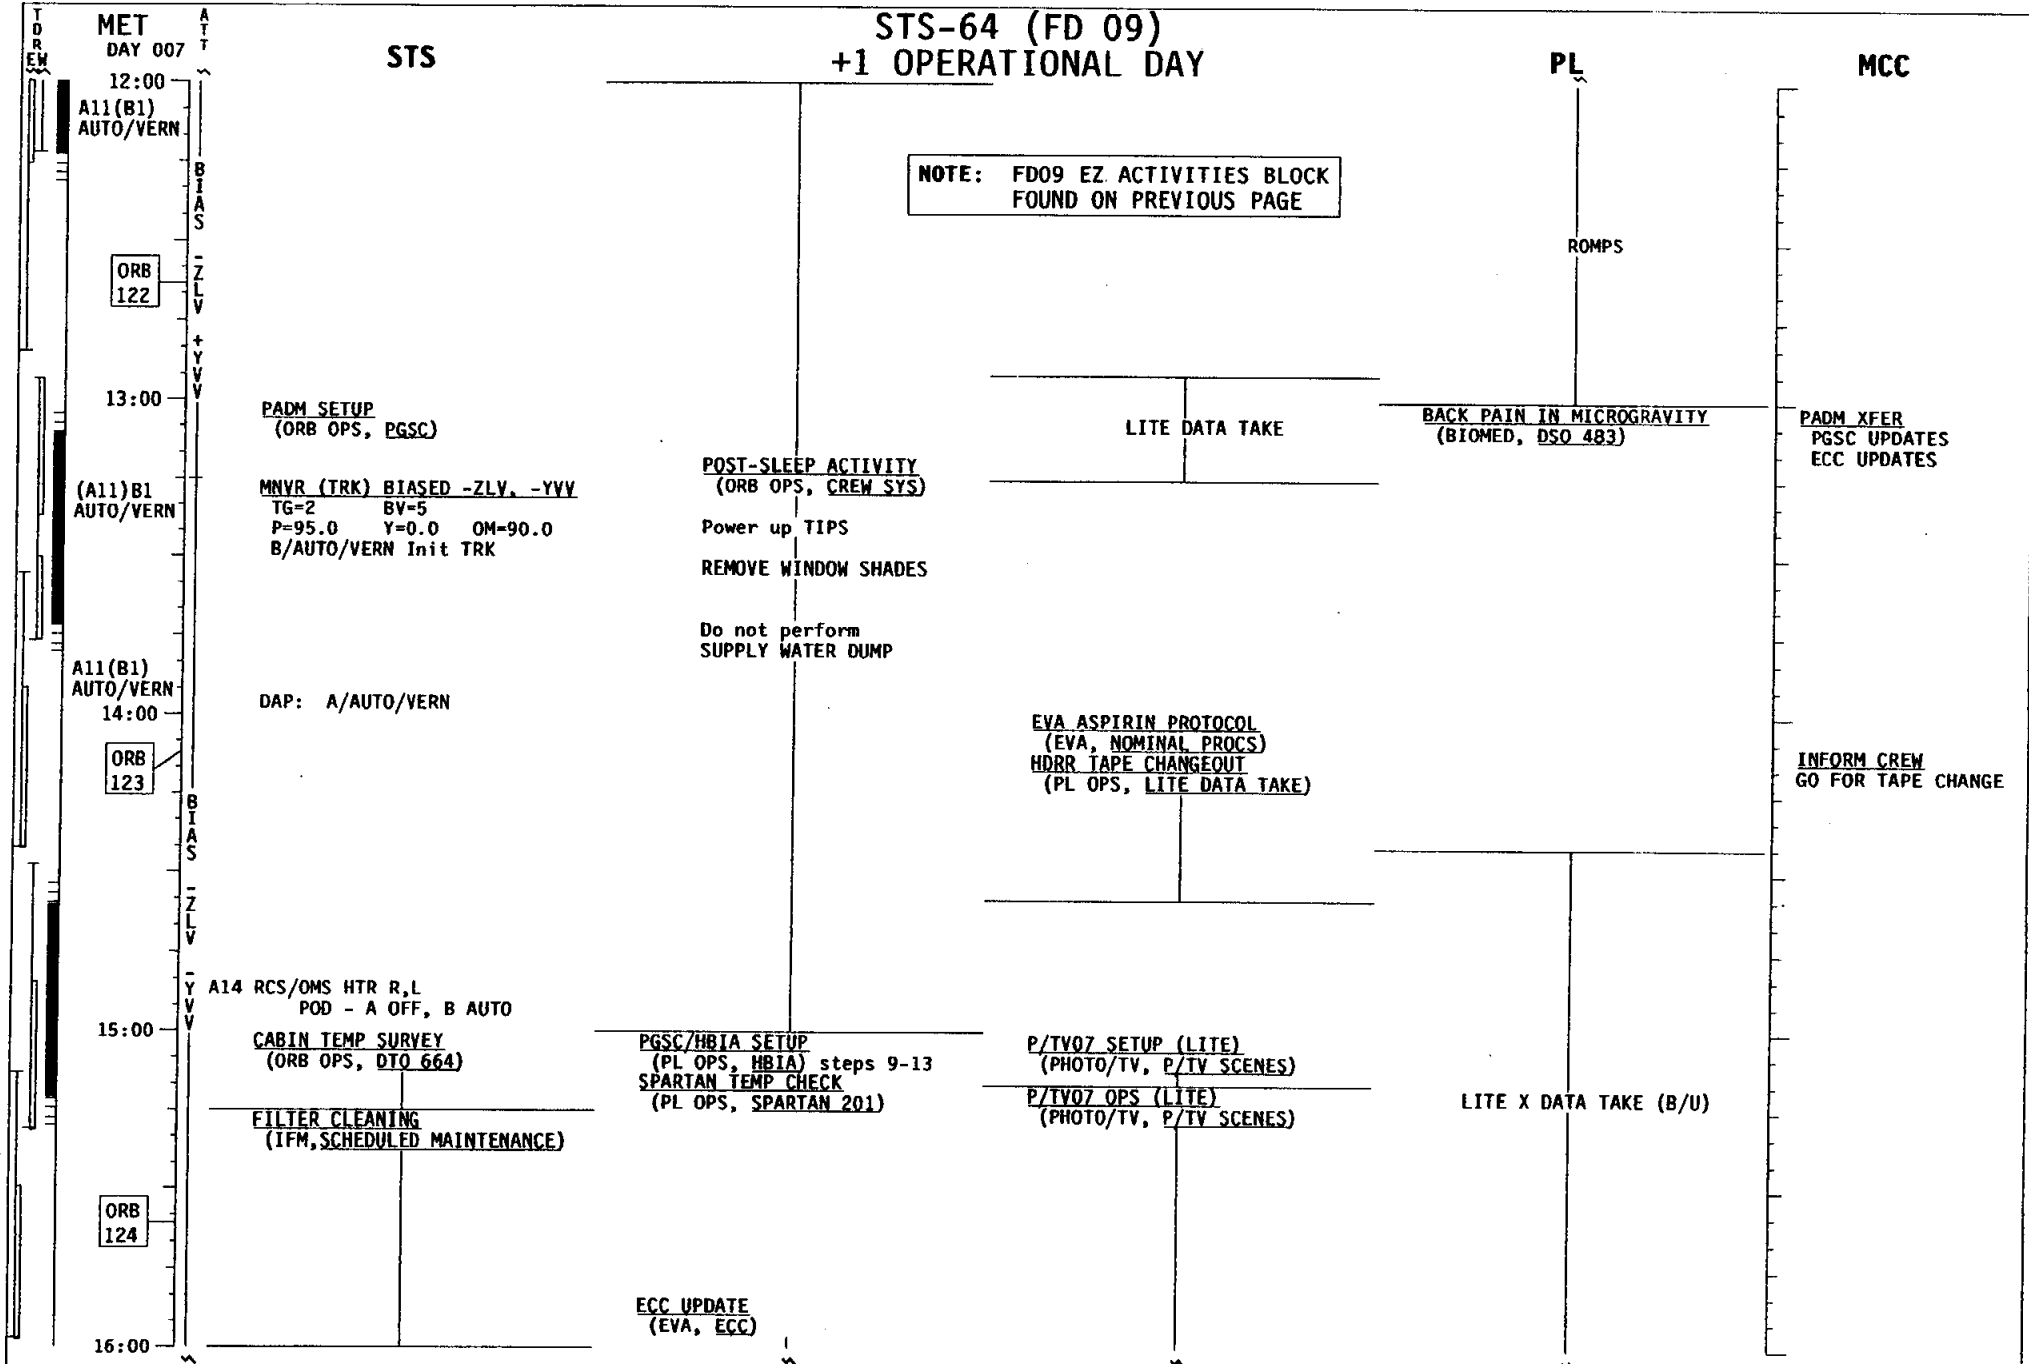 STS-64 (FD 09)
+1 OPERATIONAL DAY
TDRE W
MET
DAY 007
ATT
STS
PL
MCC
12:00
A11(B1)
AUTO/VERN
BIAS -ZLV +YVV
NOTE: FD09 EZ ACTIVITIES BLOCK
FOUND ON PREVIOUS PAGE
ROMPS
ORB
122
13:00
PADM SETUP
(ORB OPS, PGSC)
LITE DATA TAKE
BACK PAIN IN MICROGRAVITY
(BIOMED, DSO 483)
PADM XFER
PGSC UPDATES
ECC UPDATES
POST-SLEEP ACTIVITY
(ORB OPS, CREW SYS)
(A11)B1
AUTO/VERN
MNVR (TRK) BIASED -ZLV, -YVV
TG=2 BV=5
P=95.0 Y=0.0 OM=90.0
B/AUTO/VERN Init TRK
Power up TIPS
REMOVE WINDOW SHADES
Do not perform
SUPPLY WATER DUMP
A11(B1)
AUTO/VERN
14:00
DAP: A/AUTO/VERN
EVA ASPIRIN PROTOCOL
(EVA, NOMINAL PROCS)
HDRR TAPE CHANGEOUT
(PL OPS, LITE DATA TAKE)
INFORM CREW
GO FOR TAPE CHANGE
ORB
123
BIAS -ZLV -YVV
A14 RCS/OMS HTR R,L
POD - A OFF, B AUTO
15:00
CABIN TEMP SURVEY
(ORB OPS, DTO 664)
PGSC/HBIA SETUP
(PL OPS, HBIA) steps 9-13
SPARTAN TEMP CHECK
(PL OPS, SPARTAN 201)
P/TV07 SETUP (LITE)
(PHOTO/TV, P/TV SCENES)
P/TV07 OPS (LITE)
(PHOTO/TV, P/TV SCENES)
LITE X DATA TAKE (B/U)
FILTER CLEANING
(IFM,SCHEDULED MAINTENANCE)
ORB
124
ECC UPDATE
(EVA, ECC)
16:00